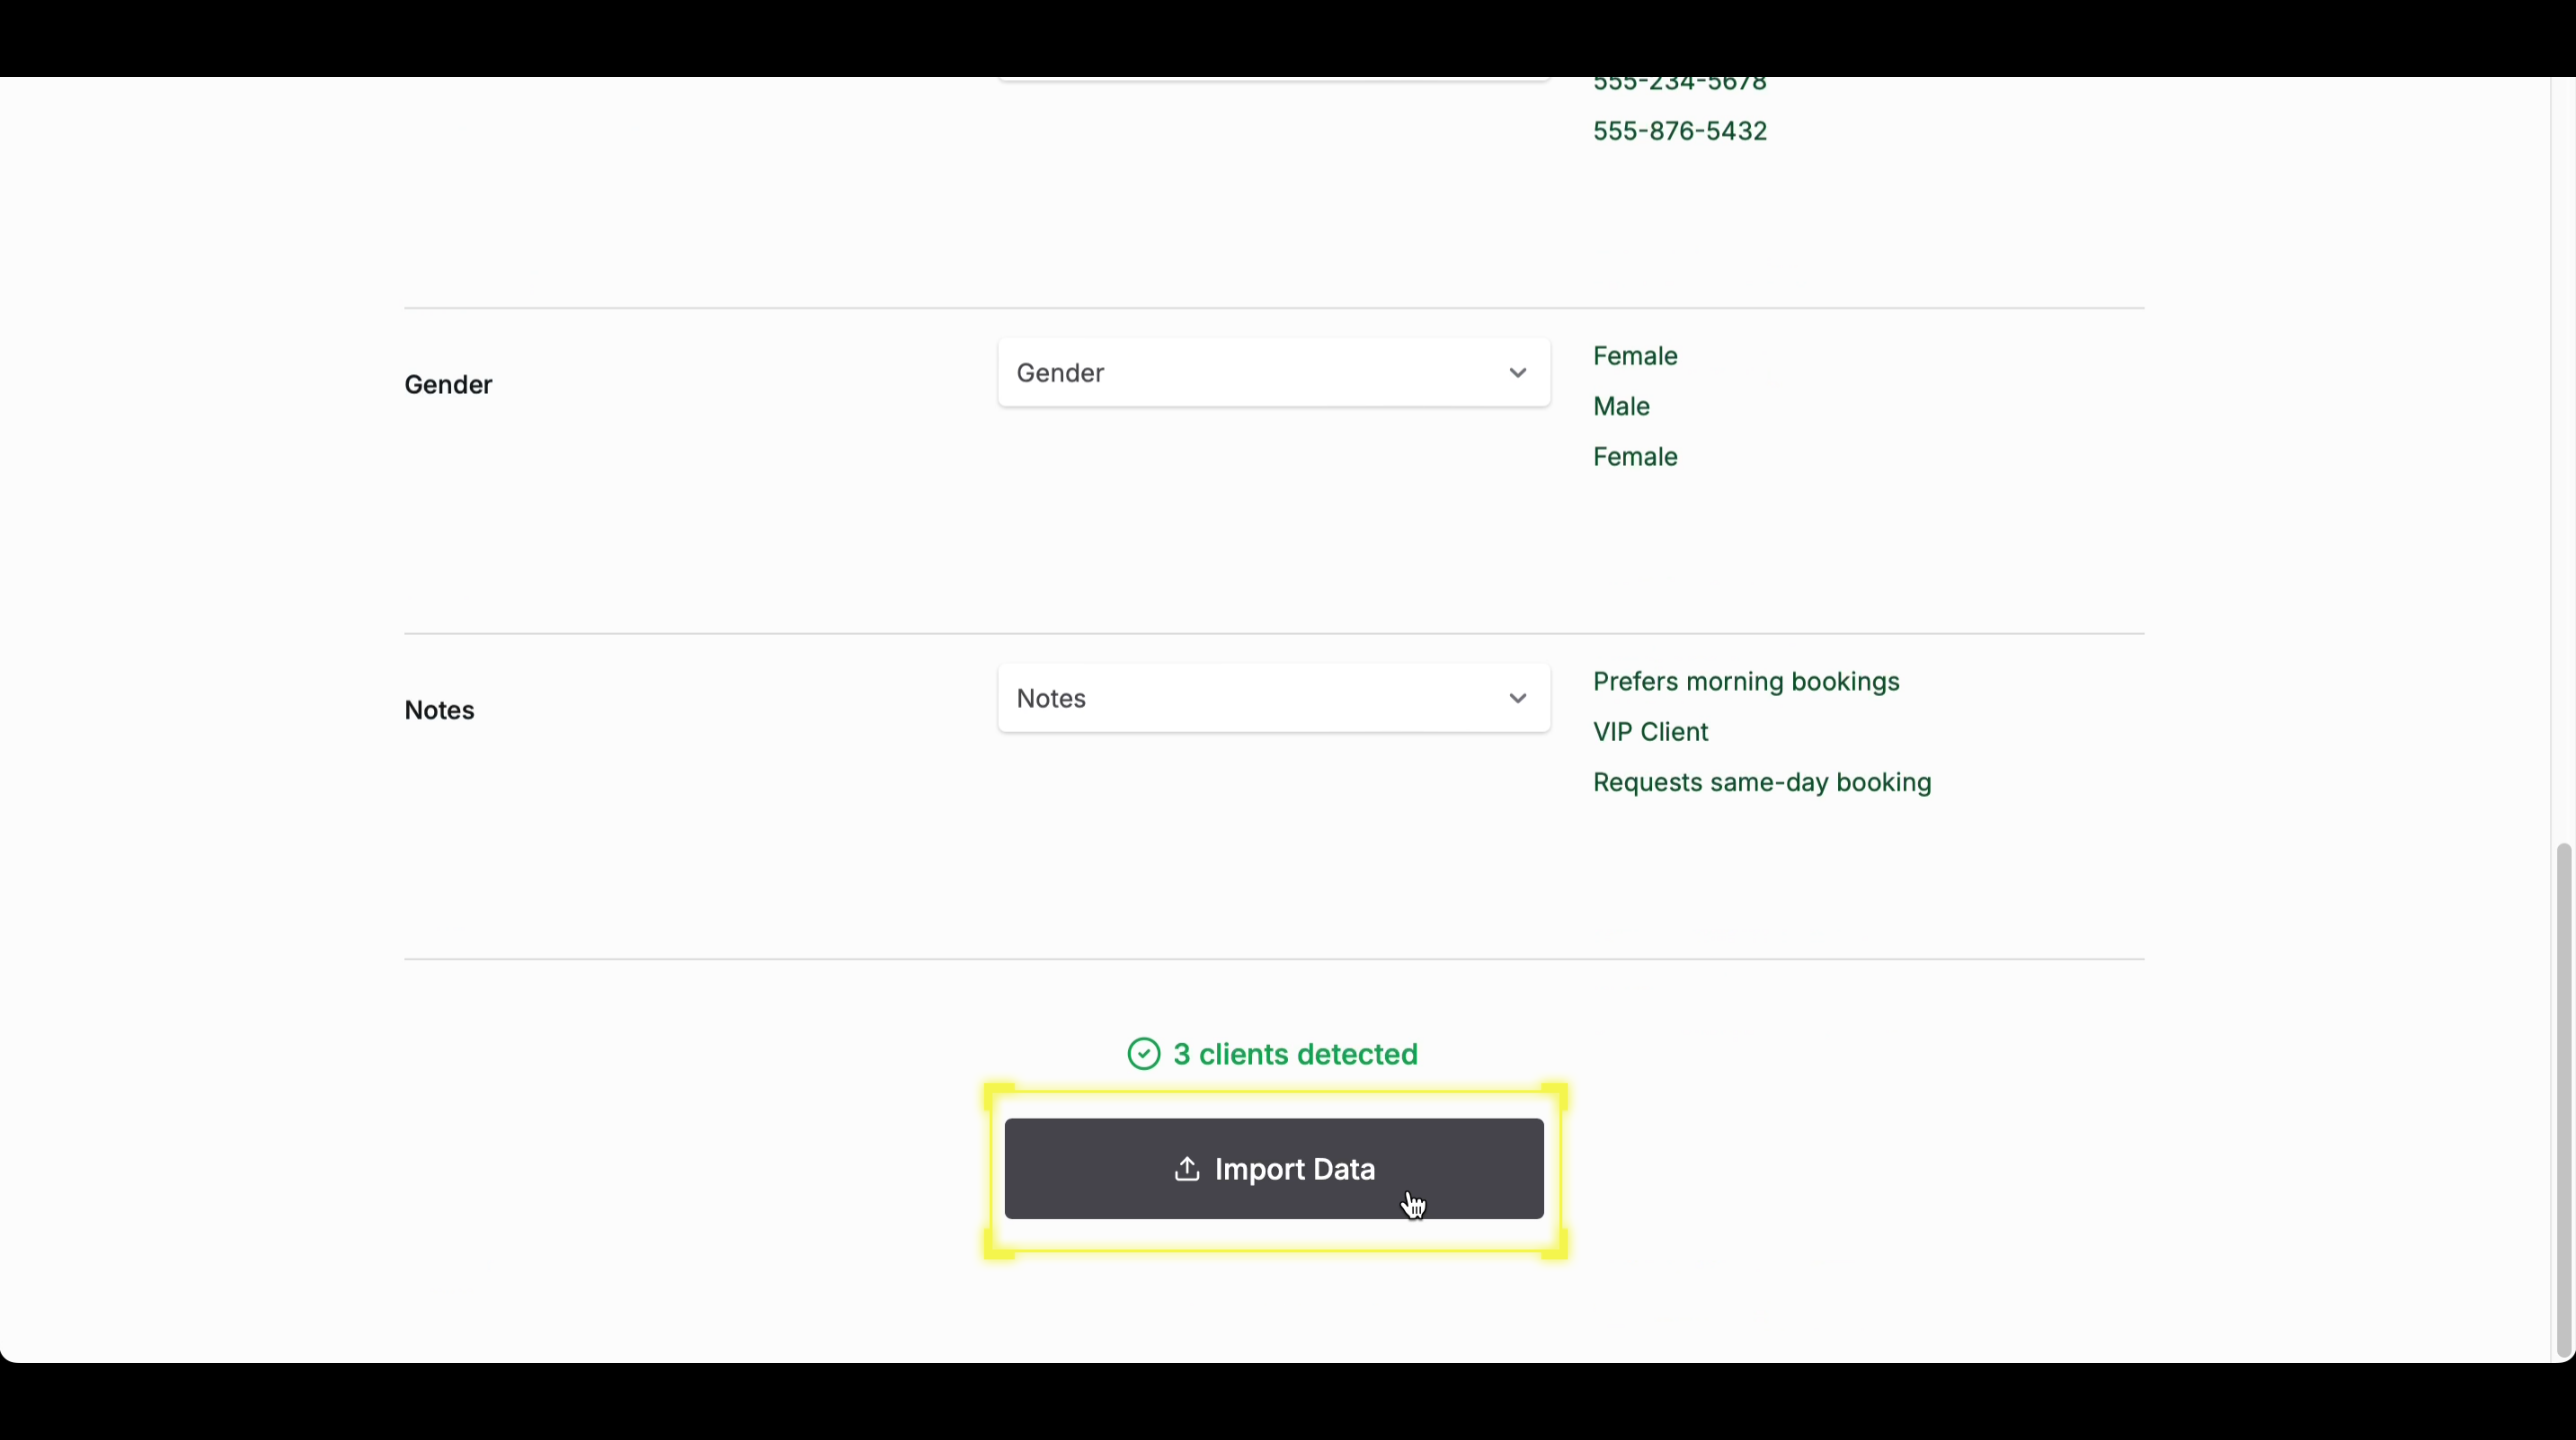 555-234-5678
555-876-5432
Gender
Gender
Female
Male
Female
Notes
Notes
Prefers morning bookings
VIP Client
Requests same-day booking
3 clients detected
Import Data